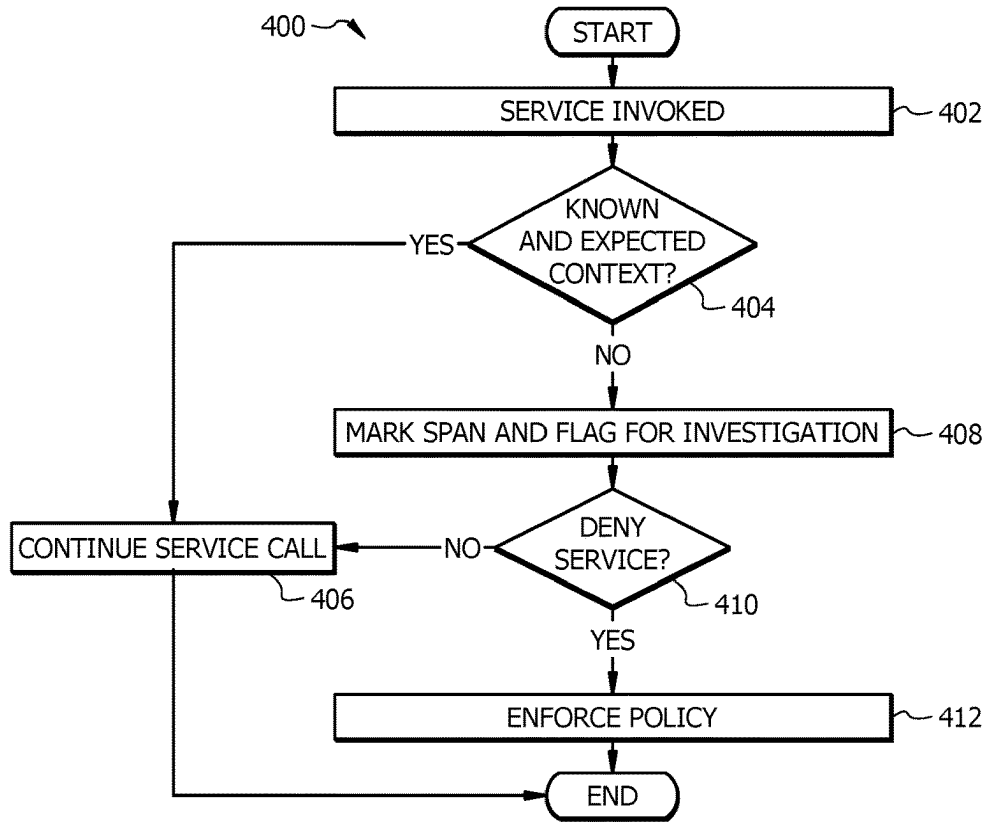 400
START
SERVICE INVOKED
402
KNOWN
AND EXPECTED
CONTEXT?
YES
404
NO
MARK SPAN AND FLAG FOR INVESTIGATION
408
DENY
SERVICE?
CONTINUE SERVICE CALL
NO
406
410
YES
ENFORCE POLICY
412
END